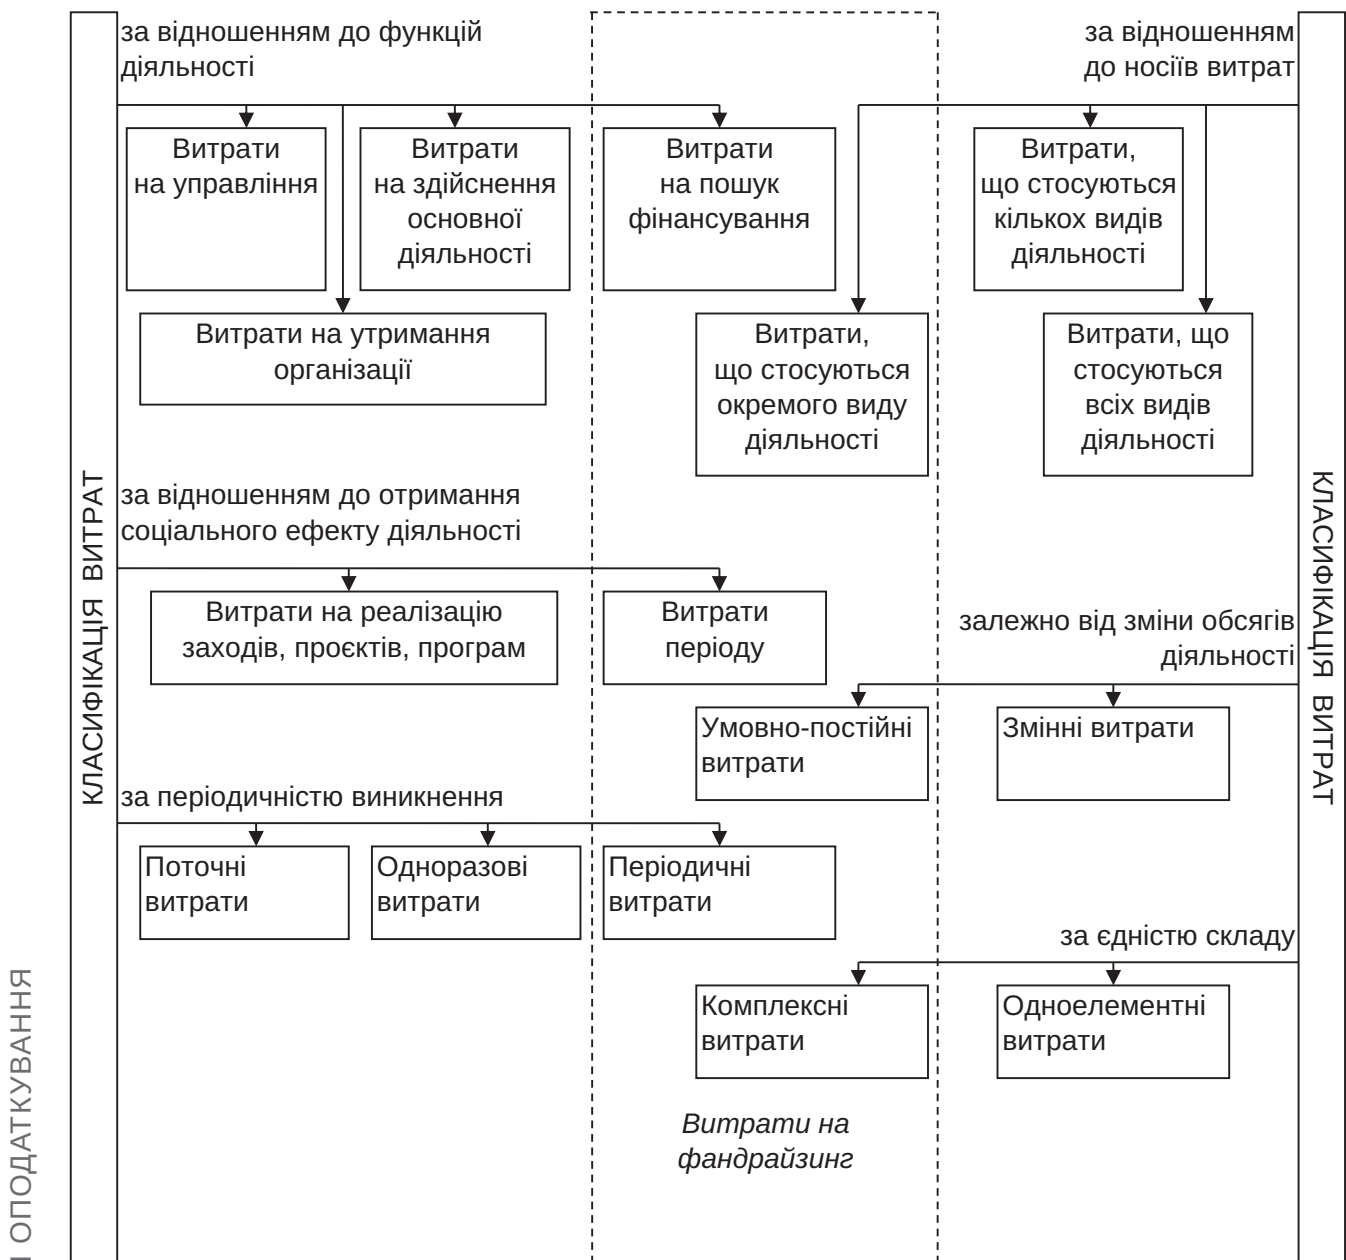 за відношенням до функцій
діяльності
за відношенням
до носіїв витрат
Витрати
на управління
Витрати
на здійснення
основної
діяльності
Витрати
на пошук
фінансування
Витрати,
що стосуються
кількох видів
діяльності
Витрати на утримання
організації
Витрати,
що стосуються
окремого виду
діяльності
Витрати, що
стосуються
всіх видів
діяльності
КЛАСИФІКАЦІЯ ВИТРАТ
КЛАСИФІКАЦІЯ ВИТРАТ
за відношенням до отримання
соціального ефекту діяльності
Витрати на реалізацію
заходів, проєктів, програм
Витрати
періоду
залежно від зміни обсягів
діяльності
Умовно-постійні
витрати
Змінні витрати
за періодичністю виникнення
Поточні
витрати
Одноразові
витрати
Періодичні
витрати
за єдністю складу
Комплексні
витрати
Одноелементні
витрати
Витрати на
фандрайзинг
ОПОДАТКУВАННЯ